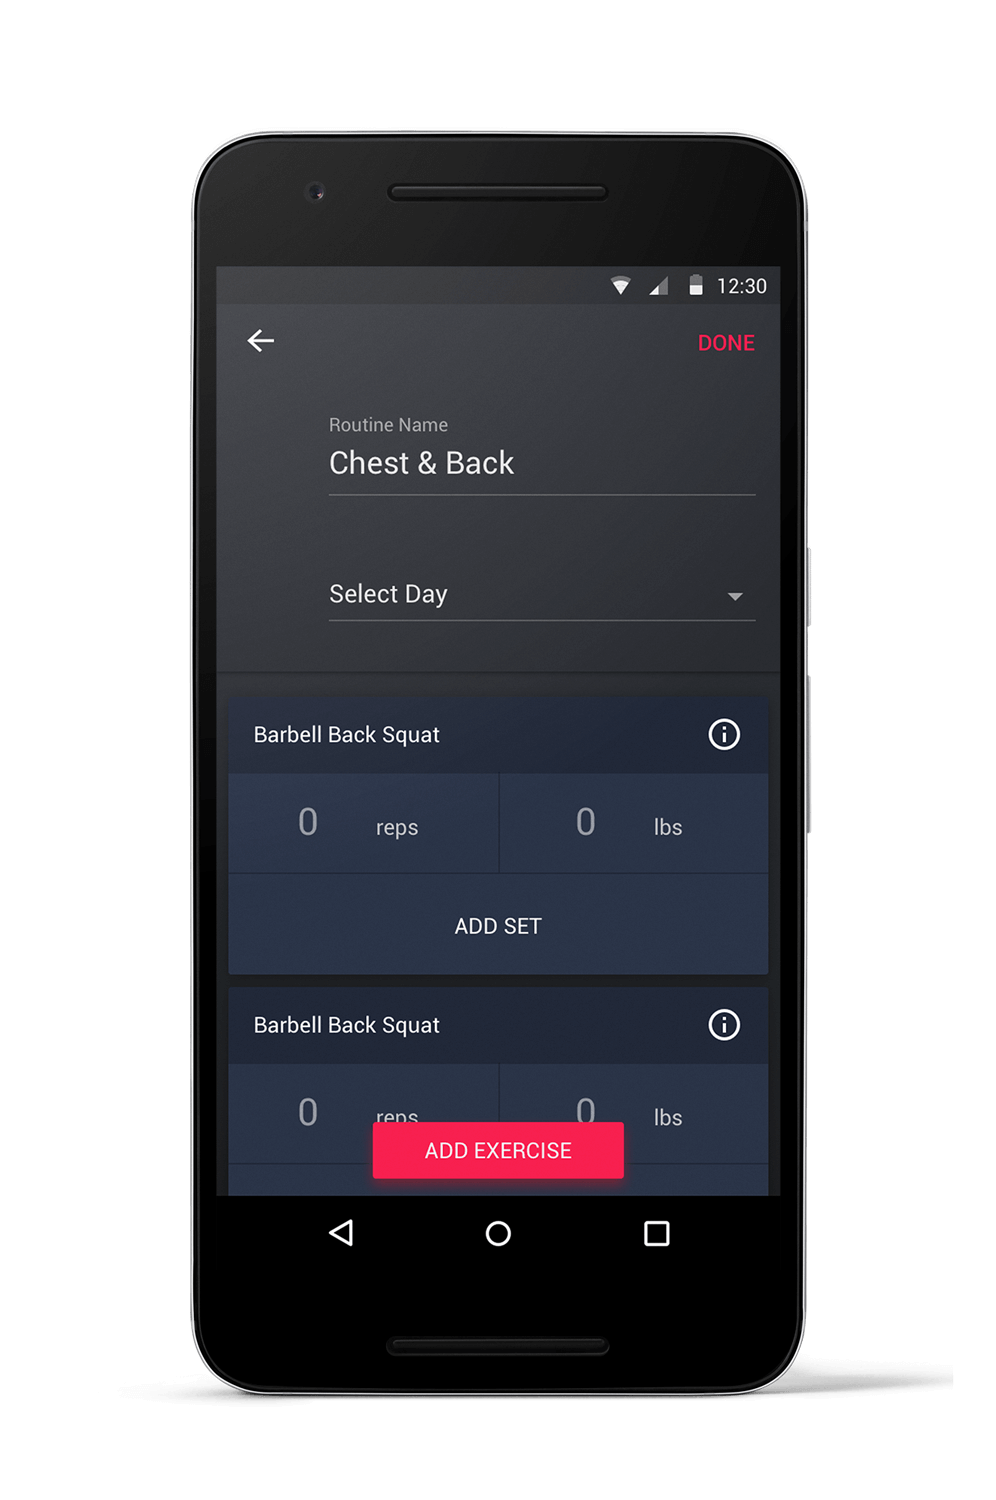 12:30
DONE
Routine Name
Chest & Back
Select Day
Barbell Back Squat
0 reps 0 lbs
ADD SET
Barbell Back Squat
0 reps 0 lbs
ADD EXERCISE